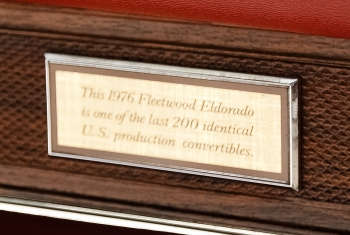 This 1976 Fleetwood Eldorado
is one of the last 200 identical
U.S. production convertibles.